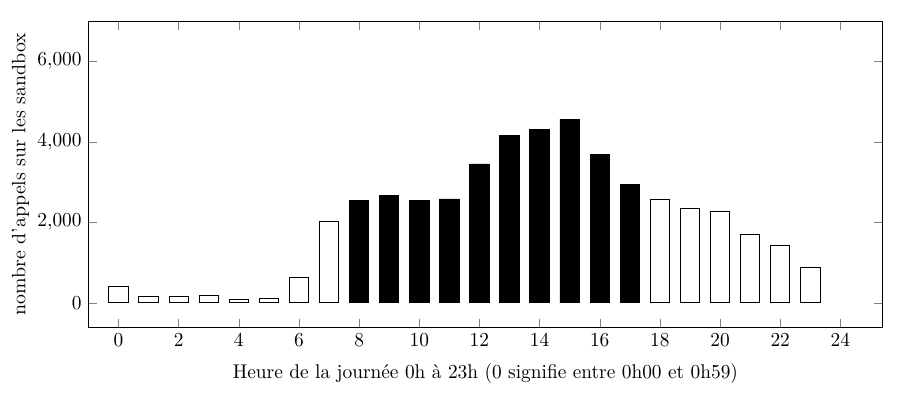 nombre d'appels sur les sandbox
6,000
4,000
2,000
0
0 2 4 6 8 10 12 14 16 18 20 22 24
Heure de la journée 0h à 23h (0 signifie entre 0h00 et 0h59)